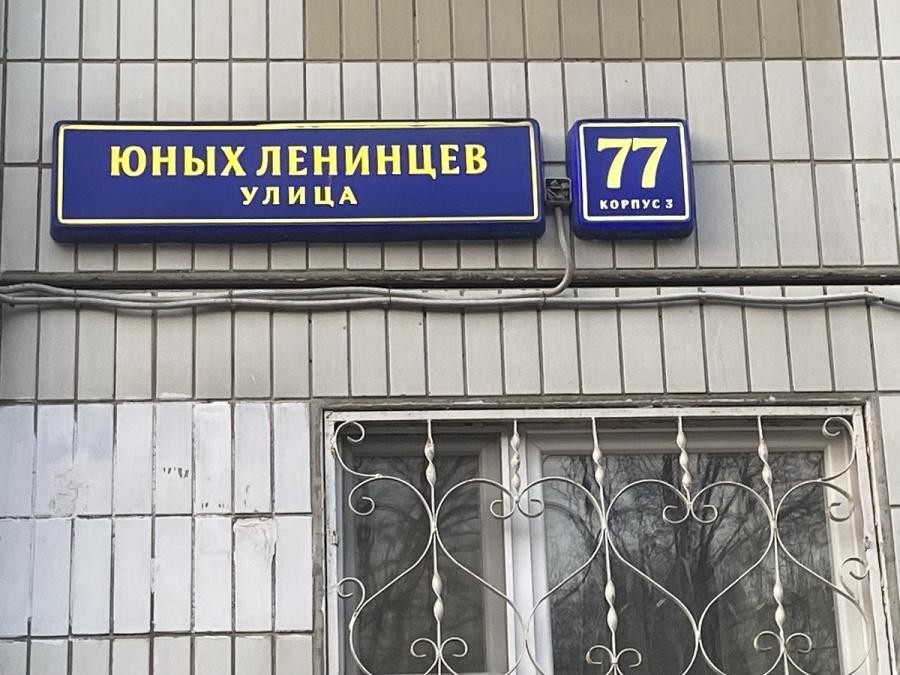 ЮНЫХ ЛЕНИНЦЕВ
УЛИЦА
77
КОРПУС 3